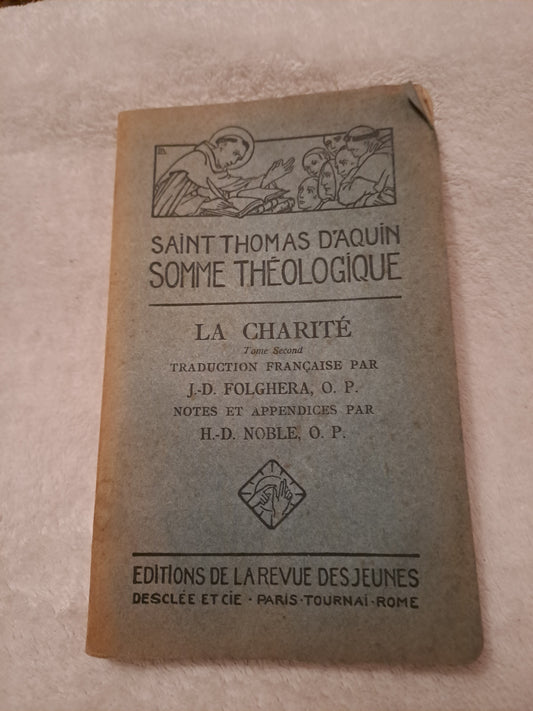 SAINT THOMAS D'AQUIN
SOMME THÉOLOGIQUE
LA CHARITÉ
Tome Second
TRADUCTION FRANÇAISE PAR
J.-D. FOLGHERA, O. P.
NOTES ET APPENDICES PAR
H.-D. NOBLE, O. P.
EDITIONS DE LA REVUE DES JEUNES
DESCLÉE ET CIE · PARIS · TOURNAI · ROME